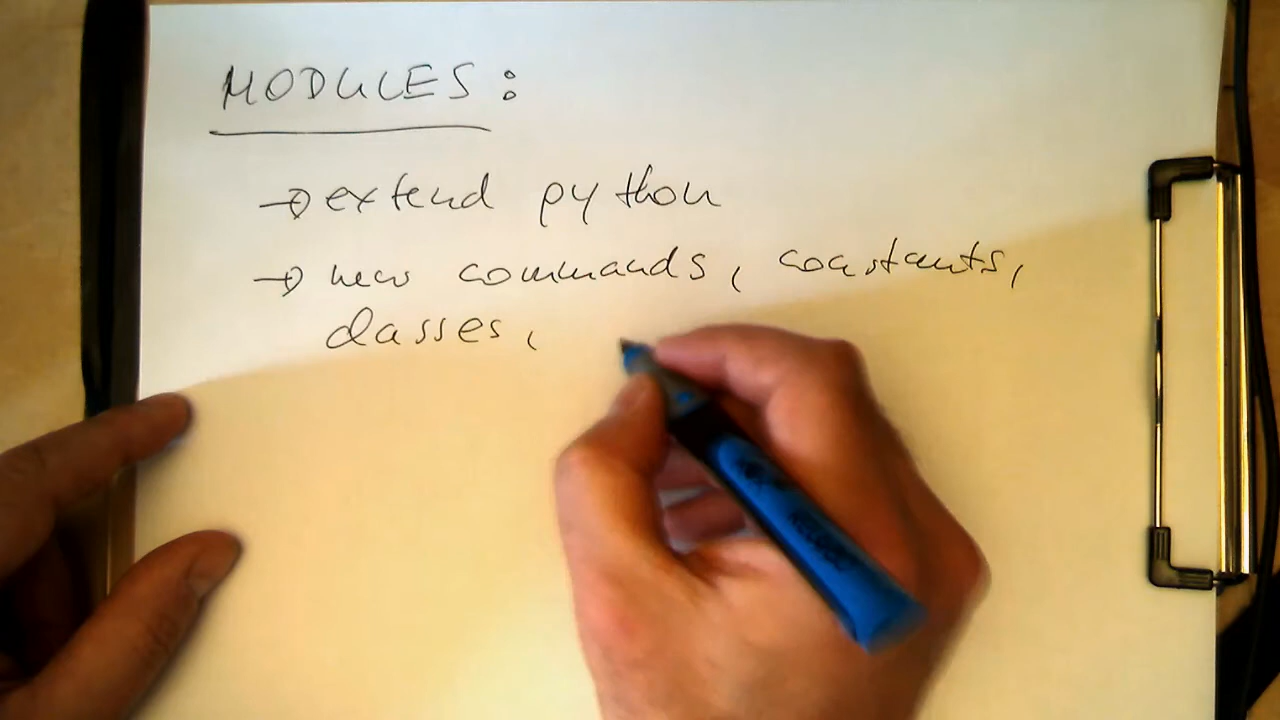 MODULES:
→ extend python
→ new commands, constants,
classes,